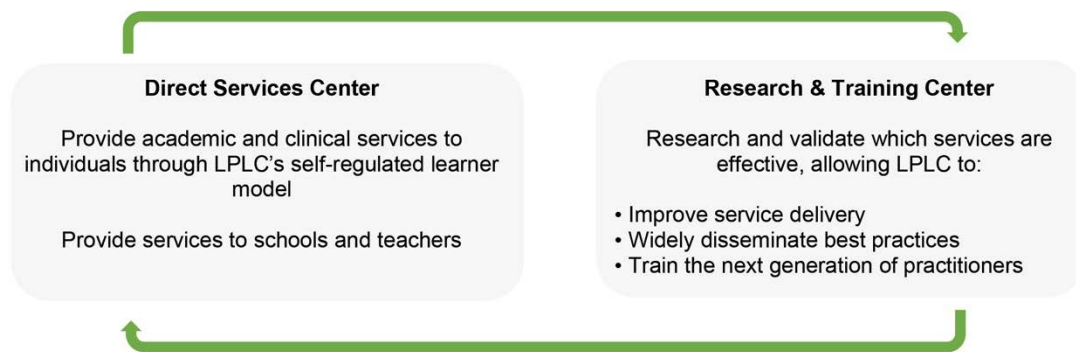 Direct Services Center
Provide academic and clinical services to
individuals through LPLC’s self-regulated learner
model
Provide services to schools and teachers
Research & Training Center
Research and validate which services are
effective, allowing LPLC to:
• Improve service delivery
• Widely disseminate best practices
• Train the next generation of practitioners